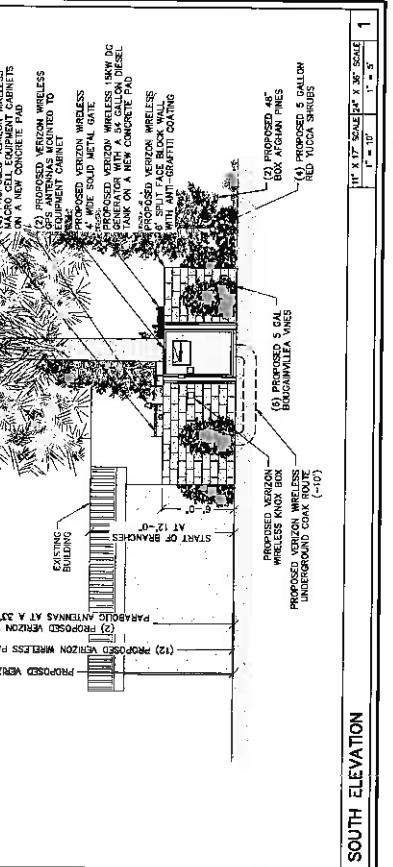 MACRO CELL EQUIPMENT CABINETS
ON A NEW CONCRETE PAD
(2) PROPOSED VERIZON WIRELESS
GPS ANTENNAS MOUNTED TO
EQUIPMENT CABINET
PROPOSED VERIZON WIRELESS
4' WIDE SOLID METAL GATE
PROPOSED VERIZON WIRELESS 15KW DC
GENERATOR WITH A 54 GALLON DIESEL
TANK ON A NEW CONCRETE PAD
PROPOSED VERIZON WIRELESS
6' SPLIT FACE BLOCK WALL
WITH ANTI-GRAFFITI COATING
(2) PROPOSED 48"
BOX AFGHAN PINES
(4) PROPOSED 5 GALLON
RED YUCCA SHRUBS
(6) PROPOSED 5 GAL
BOUGAINVILLEA VINES
EXISTING
BUILDING
6'-0"
START OF BRANCHES
AT 12'-0"
PARABOLIC ANTENNAS AT A 33'
(2) PROPOSED VERIZON
(12) PROPOSED VERIZON WIRELESS
PROPOSED
PROPOSED VERIZON
WIRELESS KNOX BOX
PROPOSED VERIZON WIRELESS
UNDERGROUND COAX ROUTE
(~10')
SOUTH ELEVATION
11" X 17" SCALE
1" = 10'
24" X 36" SCALE
1" = 5'
1